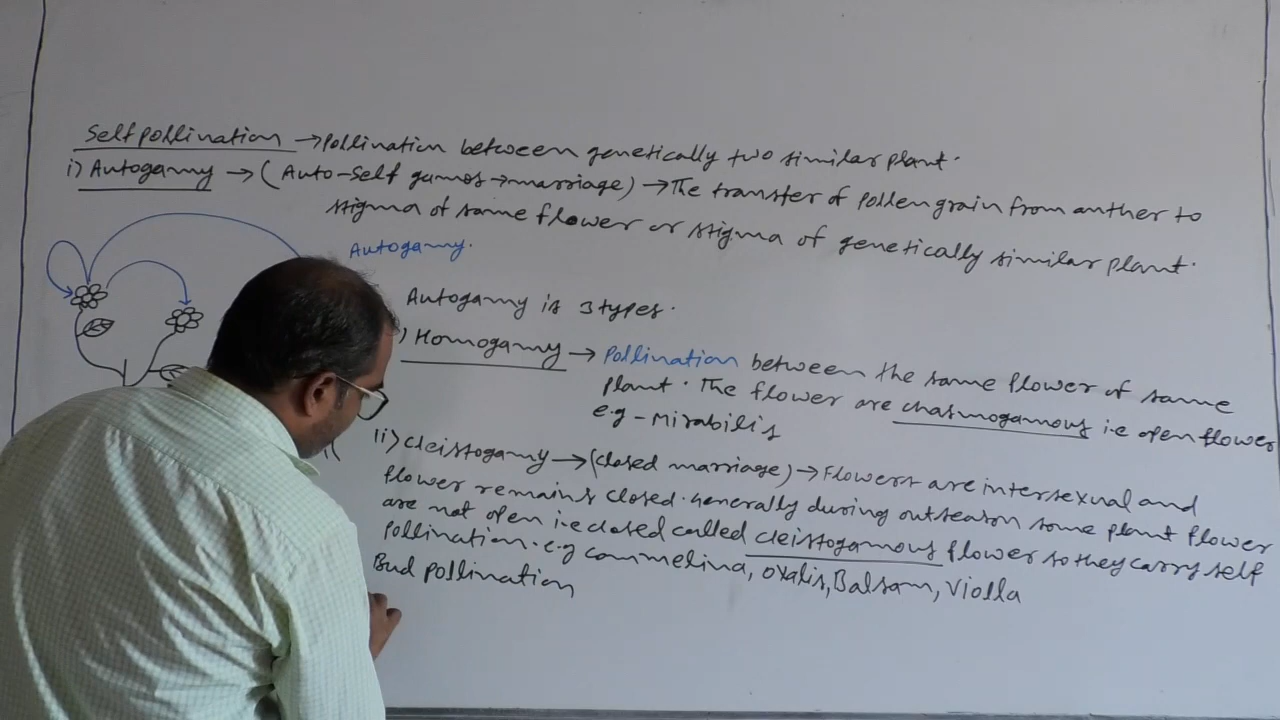 Self pollination → Pollination between genetically two similar plant.
i) Autogamy → (Auto-self gamos → marriage) → The transfer of Pollen grain from anther to
stigma of same flower or stigma of genetically similar plant.
Autogamy.
Autogamy is 3 types.
) Homogamy → Pollination between the same flower of same
plant. The flower are chasmogamous i.e open flower
e.g - Mirabilis
ii) Cleistogamy → (closed marriage) → Flowers are intersexual and
flower remains closed. Generally during outseason some plant flower
are not open i.e closed called cleistogamous flower so they carry self
pollination. e.g commelina, oxalis, Balsam, Violla
Bud pollination